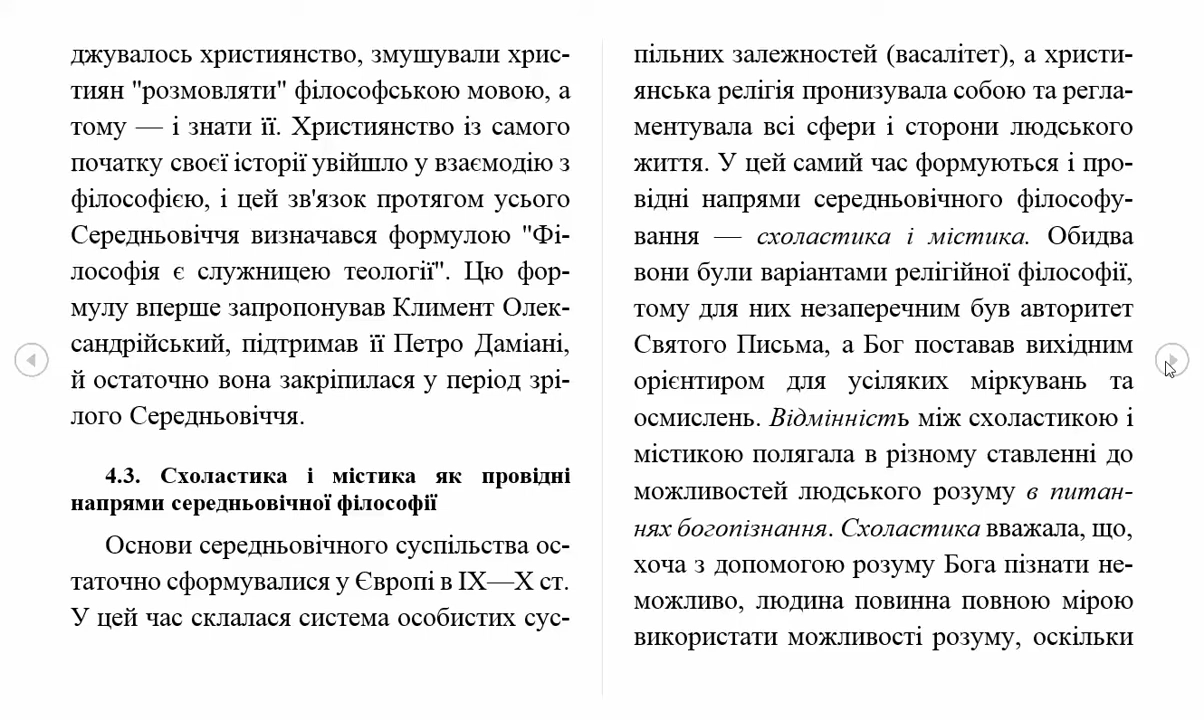 джувалось християнство, змушували хрис-
тиян "розмовляти" філософською мовою, а
тому — і знати її. Християнство із самого
початку своєї історії увійшло у взаємодію з
філософією, і цей зв'язок протягом усього
Середньовіччя визначався формулою "Фі-
лософія є служницею теології". Цю фор-
мулу вперше запропонував Климент Олек-
сандрійський, підтримав її Петро Даміані,
й остаточно вона закріпилася у період зрі-
лого Середньовіччя.
4.3. Схоластика і містика як провідні
напрями середньовічної філософії
Основи середньовічного суспільства ос-
таточно сформувалися у Європі в IX—X ст.
У цей час склалася система особистих сус-
пільних залежностей (васалітет), а христи-
янська релігія пронизувала собою та регла-
ментувала всі сфери і сторони людського
життя. У цей самий час формуються і про-
відні напрями середньовічного філософу-
вання — схоластика і містика. Обидва
вони були варіантами релігійної філософії,
тому для них незаперечним був авторитет
Святого Письма, а Бог поставав вихідним
орієнтиром для усіляких міркувань та
осмислень. Відмінність між схоластикою і
містикою полягала в різному ставленні до
можливостей людського розуму в питан-
нях богопізнання. Схоластика вважала, що,
хоча з допомогою розуму Бога пізнати не-
можливо, людина повинна повною мірою
використати можливості розуму, оскільки